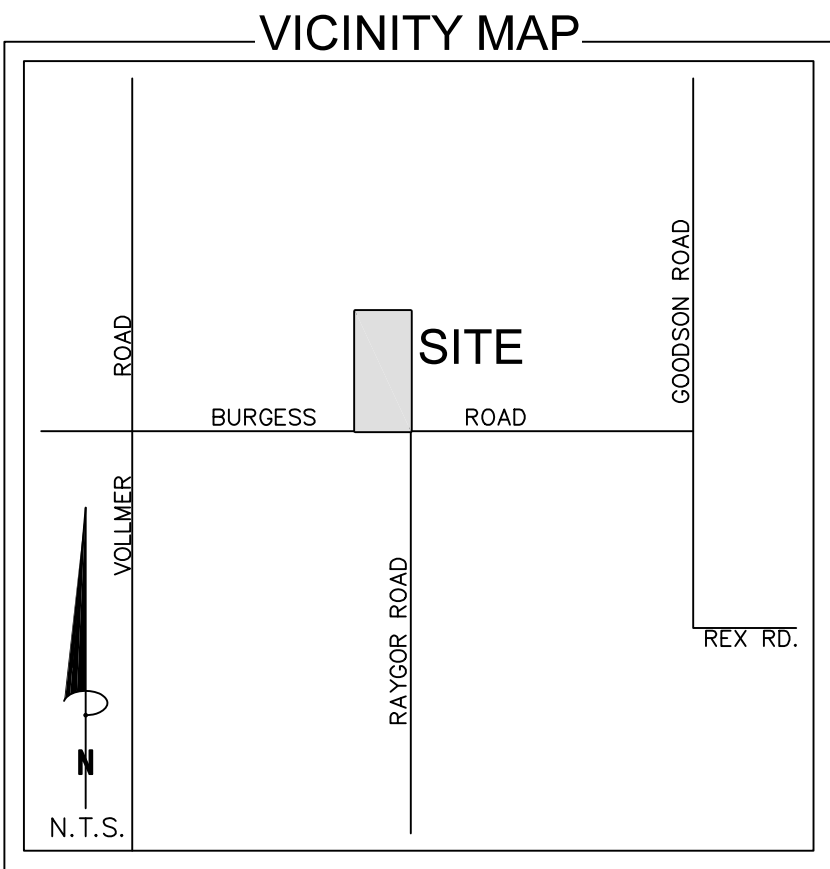 VICINITY MAP
GOODSON ROAD
ROAD
SITE
BURGESS ROAD
VOLLMER
RAYGOR ROAD
REX RD.
N
N.T.S.